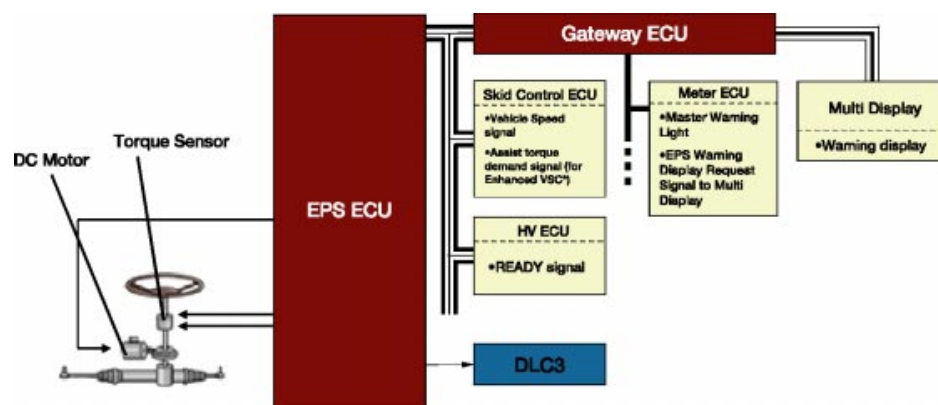 Gateway ECU
Torque Sensor
DC Motor
EPS ECU
Skid Control ECU
•Vehicle Speed
signal
•Assist torque
demand signal (for
Enhanced VSC*)
Meter ECU
•Master Warning
Light
•EPS Warning
Display Request
Signal to Multi
Display
Multi Display
•Warning display
HV ECU
•READY signal
DLC3